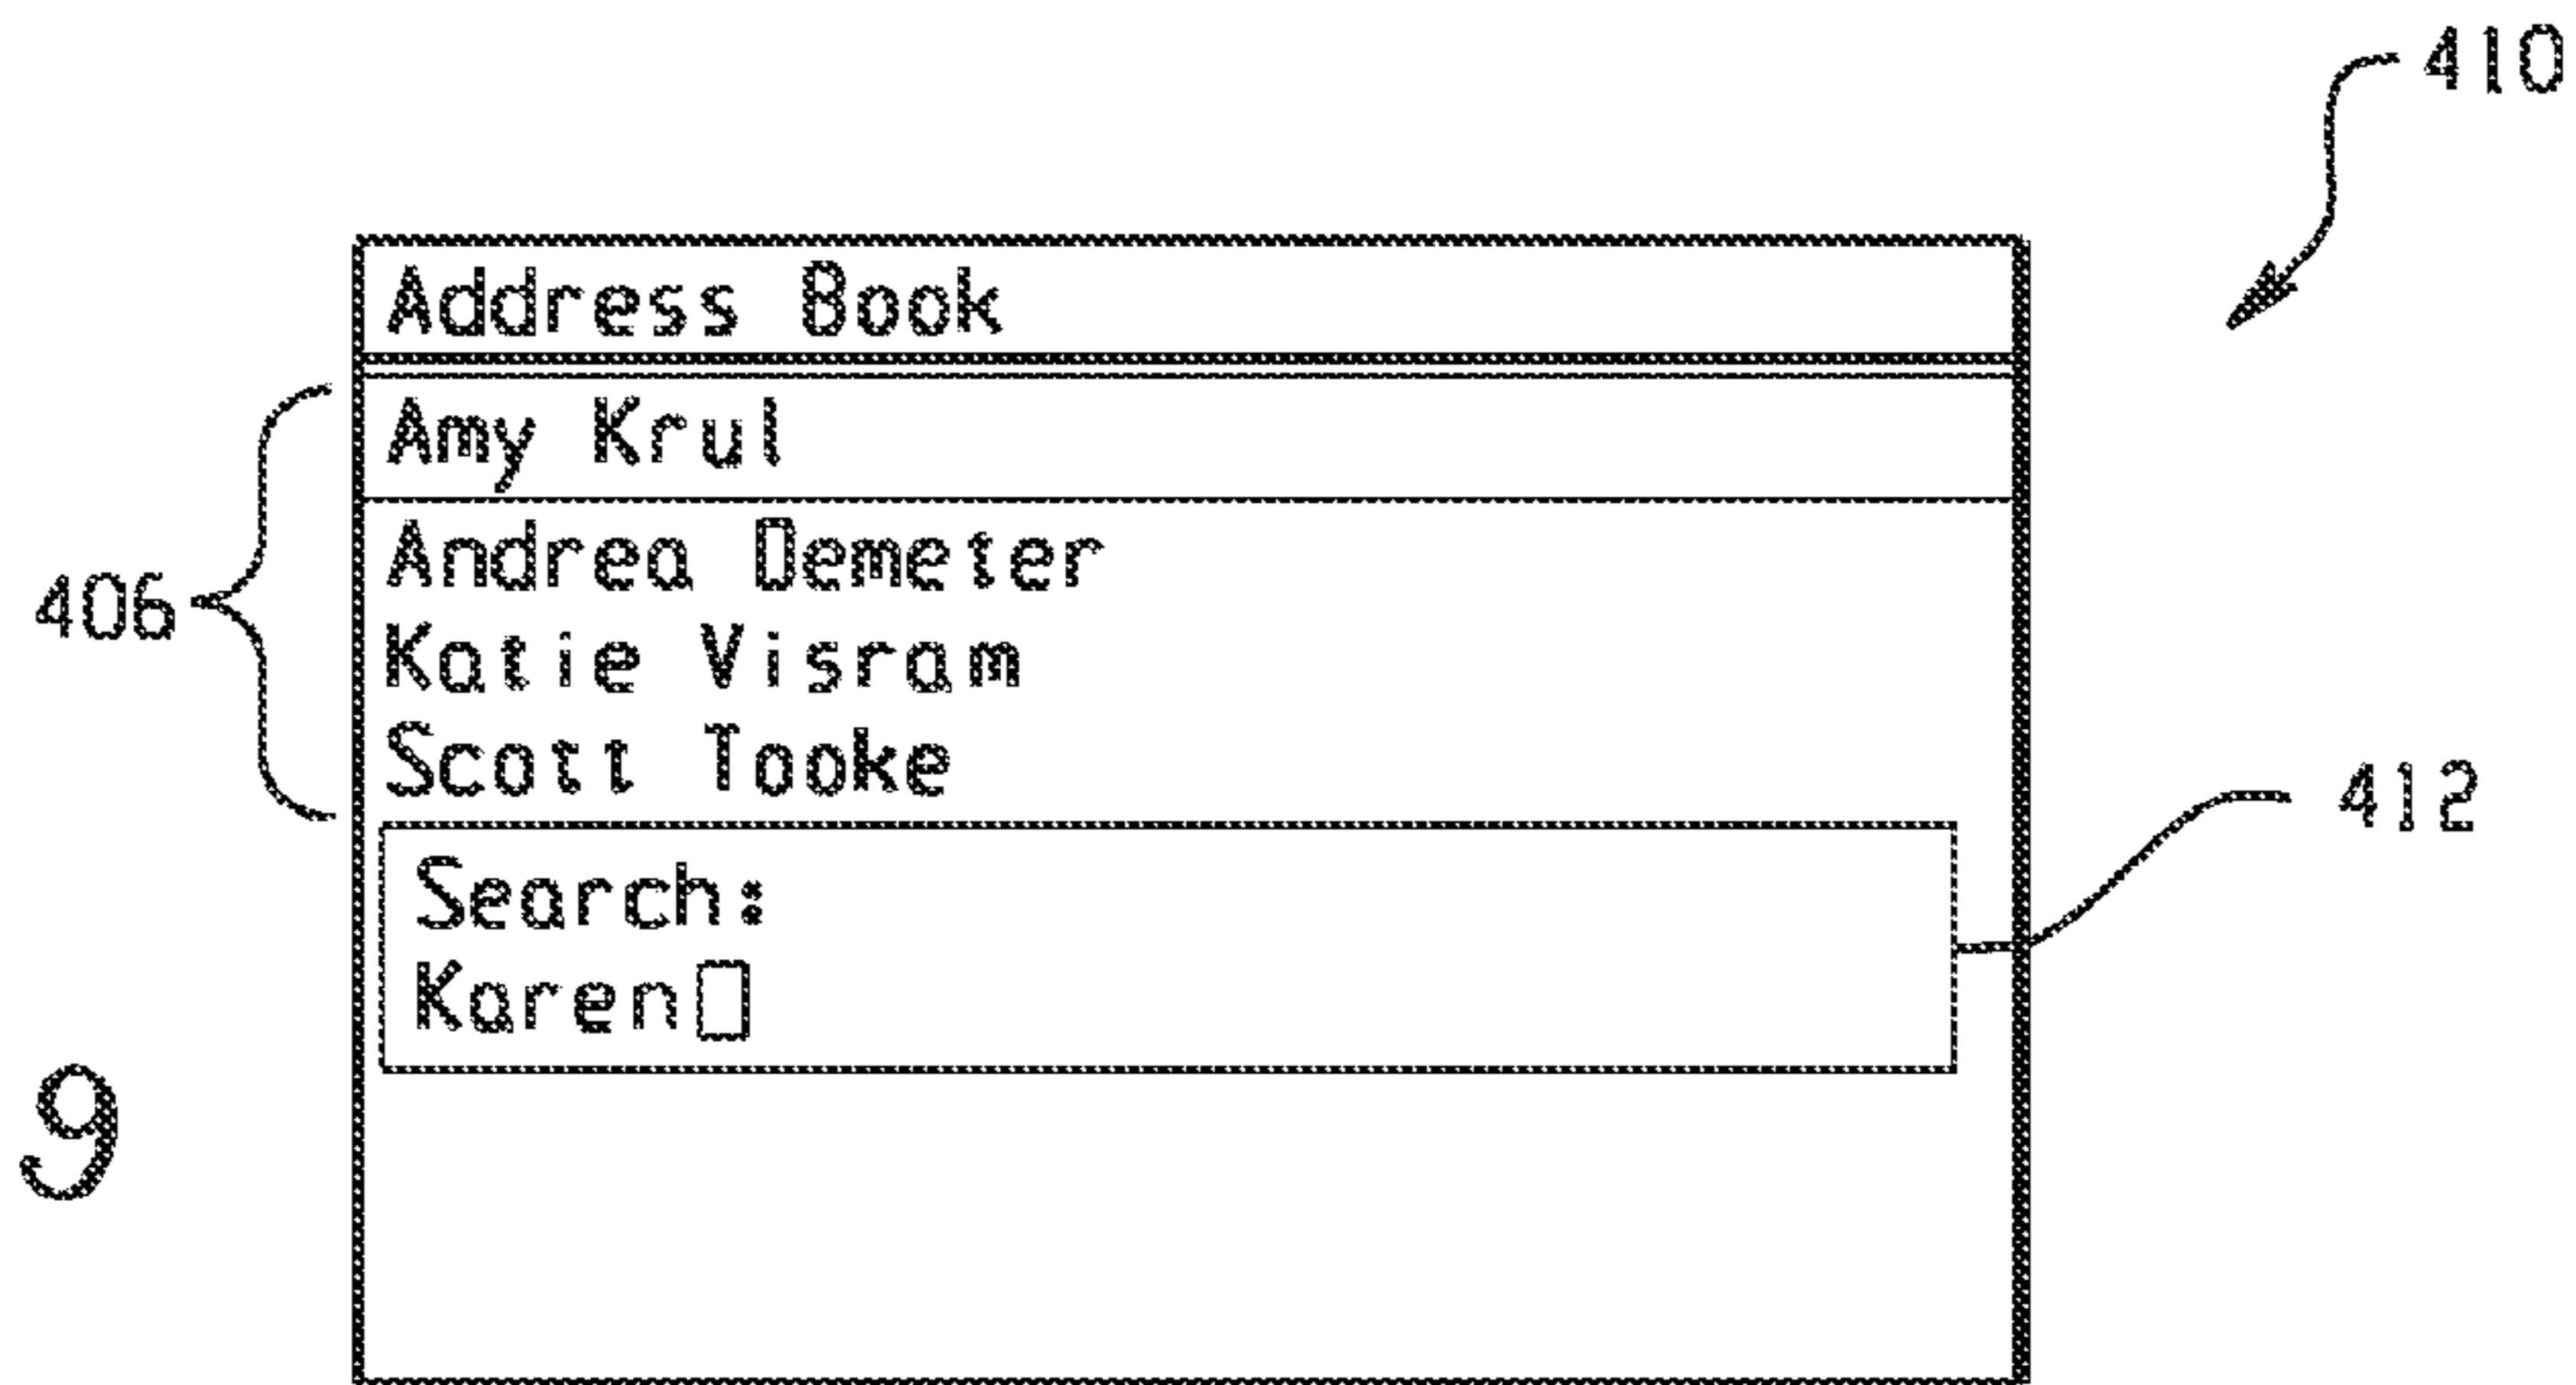 410
Address Book
Amy Krul
Andrea Demeter
406
Katie Visram
Scott Tooke
412
Search:
Karen
9